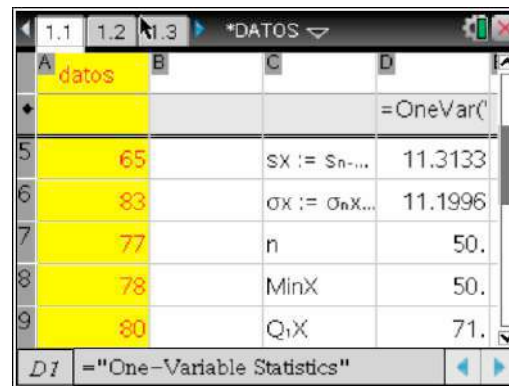 1.1 1.2 1.3 *DATOS
A datos B C D
=OneVar('
5 65 sx := sₙ-... 11.3133
6 83 σx := σₙx... 11.1996
7 77 n 50.
8 78 MinX 50.
9 80 Q₁X 71.
D1 ="One-Variable Statistics"